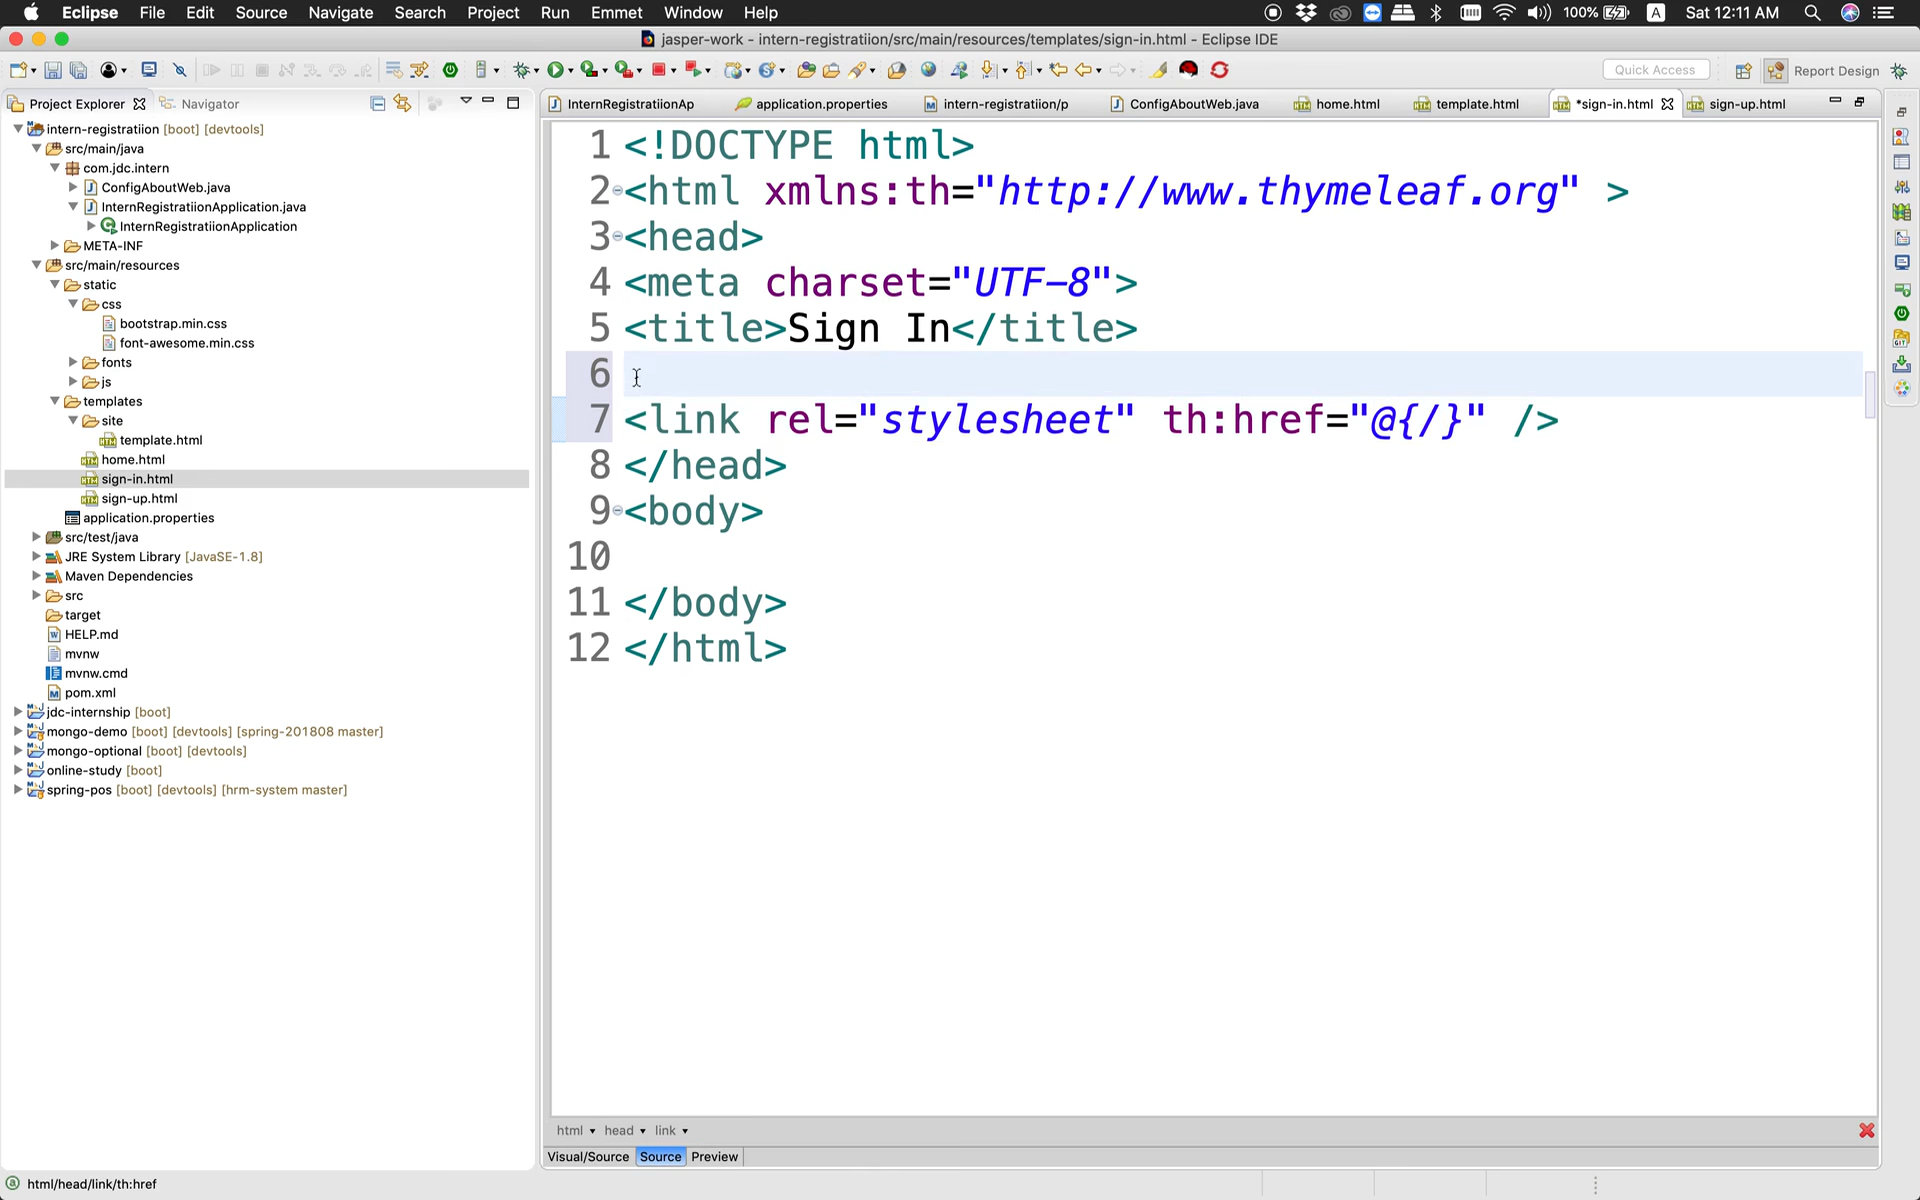 Eclipse File Edit Source Navigate Search Project Run Emmet Window Help 100% A Sat 12:11 AM
jasper-work - intern-registratiion/src/main/resources/templates/sign-in.html - Eclipse IDE
Quick Access Report Design
Project Explorer Navigator
InternRegistratiionAp application.properties intern-registratiion/p ConfigAboutWeb.java home.html template.html *sign-in.html sign-up.html
intern-registratiion [boot] [devtools]
src/main/java
com.jdc.intern
ConfigAboutWeb.java
InternRegistratiionApplication.java
InternRegistratiionApplication
META-INF
src/main/resources
static
css
bootstrap.min.css
font-awesome.min.css
fonts
js
templates
site
template.html
home.html
sign-in.html
sign-up.html
application.properties
src/test/java
JRE System Library [JavaSE-1.8]
Maven Dependencies
src
target
HELP.md
mvnw
mvnw.cmd
pom.xml
jdc-internship [boot]
mongo-demo [boot] [devtools] [spring-201808 master]
mongo-optional [boot] [devtools]
online-study [boot]
spring-pos [boot] [devtools] [hrm-system master]
1 <!DOCTYPE html>
2 <html xmlns:th="http://www.thymeleaf.org" >
3 <head>
4 <meta charset="UTF-8">
5 <title>Sign In</title>
6
7 <link rel="stylesheet" th:href="@{/}" />
8 </head>
9 <body>
10
11 </body>
12 </html>
html head link
Visual/Source Source Preview
html/head/link/th:href